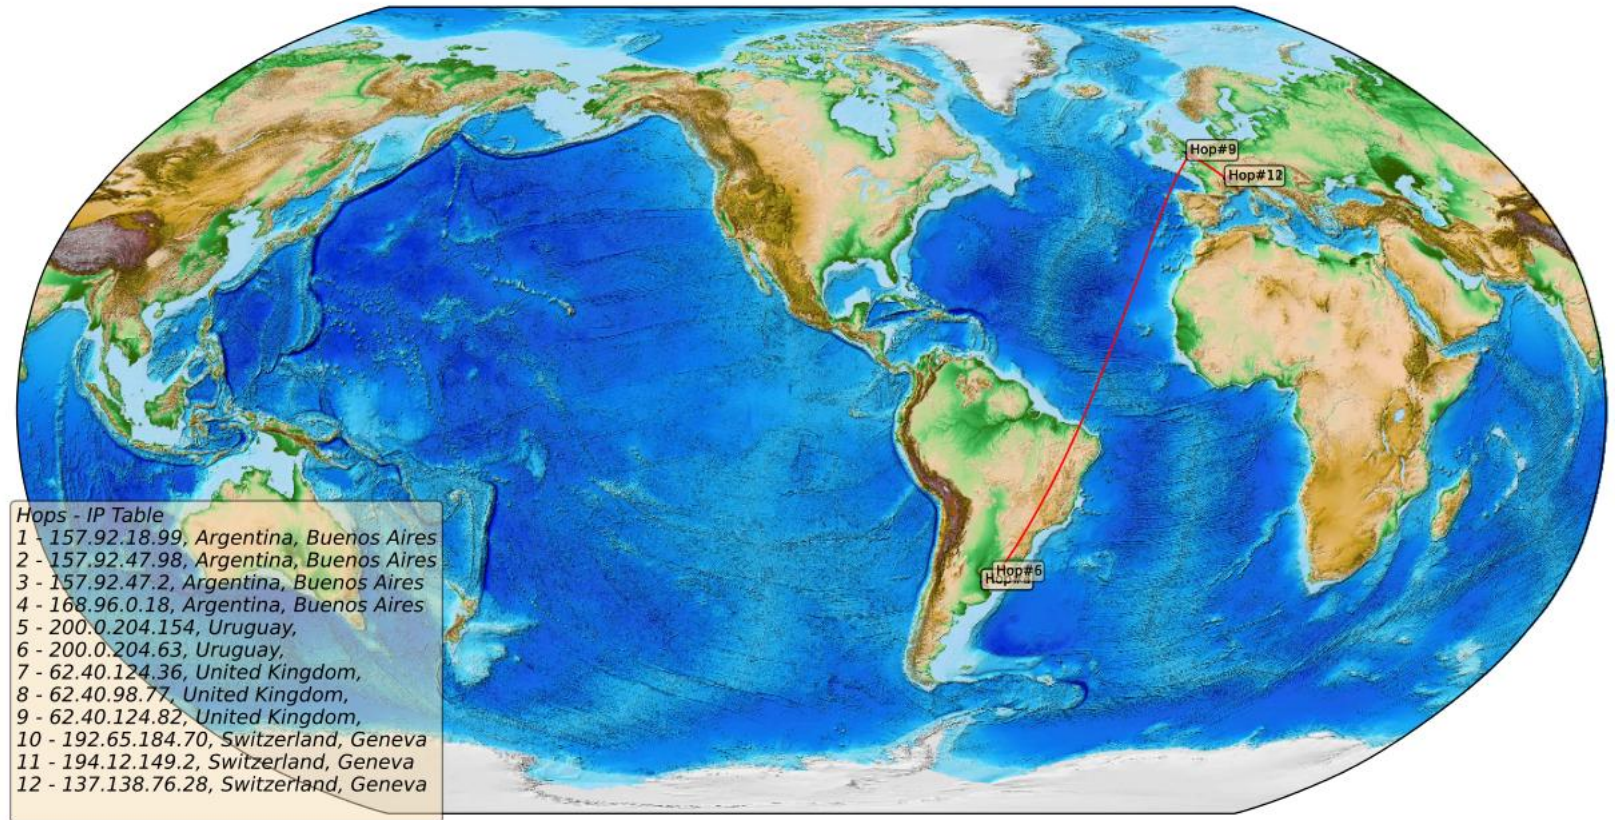 Hop#9
Hop#12
Hop#6
Hops - IP Table
1 - 157.92.18.99, Argentina, Buenos Aires
2 - 157.92.47.98, Argentina, Buenos Aires
3 - 157.92.47.2, Argentina, Buenos Aires
4 - 168.96.0.18, Argentina, Buenos Aires
5 - 200.0.204.154, Uruguay,
6 - 200.0.204.63, Uruguay,
7 - 62.40.124.36, United Kingdom,
8 - 62.40.98.77, United Kingdom,
9 - 62.40.124.82, United Kingdom,
10 - 192.65.184.70, Switzerland, Geneva
11 - 194.12.149.2, Switzerland, Geneva
12 - 137.138.76.28, Switzerland, Geneva